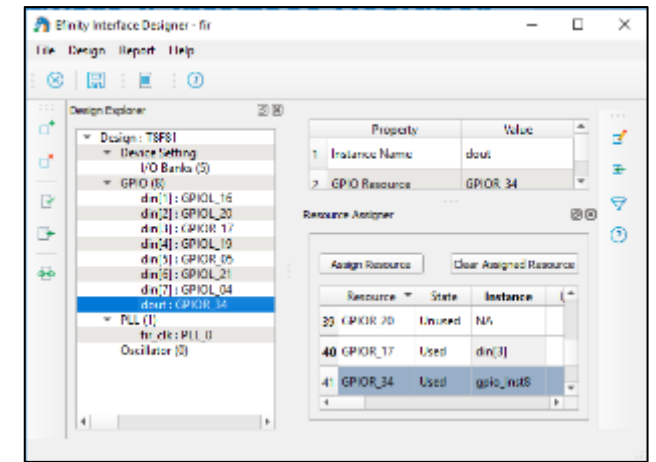 Efinity Interface Designer - fir
File Design Report Help
Design Explorer
Design : T8F81
Device Setting
I/O Banks (5)
GPIO (8)
din[1] : GPIOL_16
din[2] : GPIOL_20
din[3] : GPIOR_17
din[4] : GPIOL_19
din[5] : GPIOR_05
din[6] : GPIOL_21
din[7] : GPIOL_04
dout : GPIOR_34
PLL (1)
fir_clk : PLL_0
Oscillator (0)
Property Value
1 Instance Name dout
2 GPIO Resource GPIOR_34
Resource Assigner
Assign Resource Clear Assigned Resource
Resource State Instance
39 GPIOR_20 Unused NA
40 GPIOR_17 Used din[3]
41 GPIOR_34 Used gpio_inst8